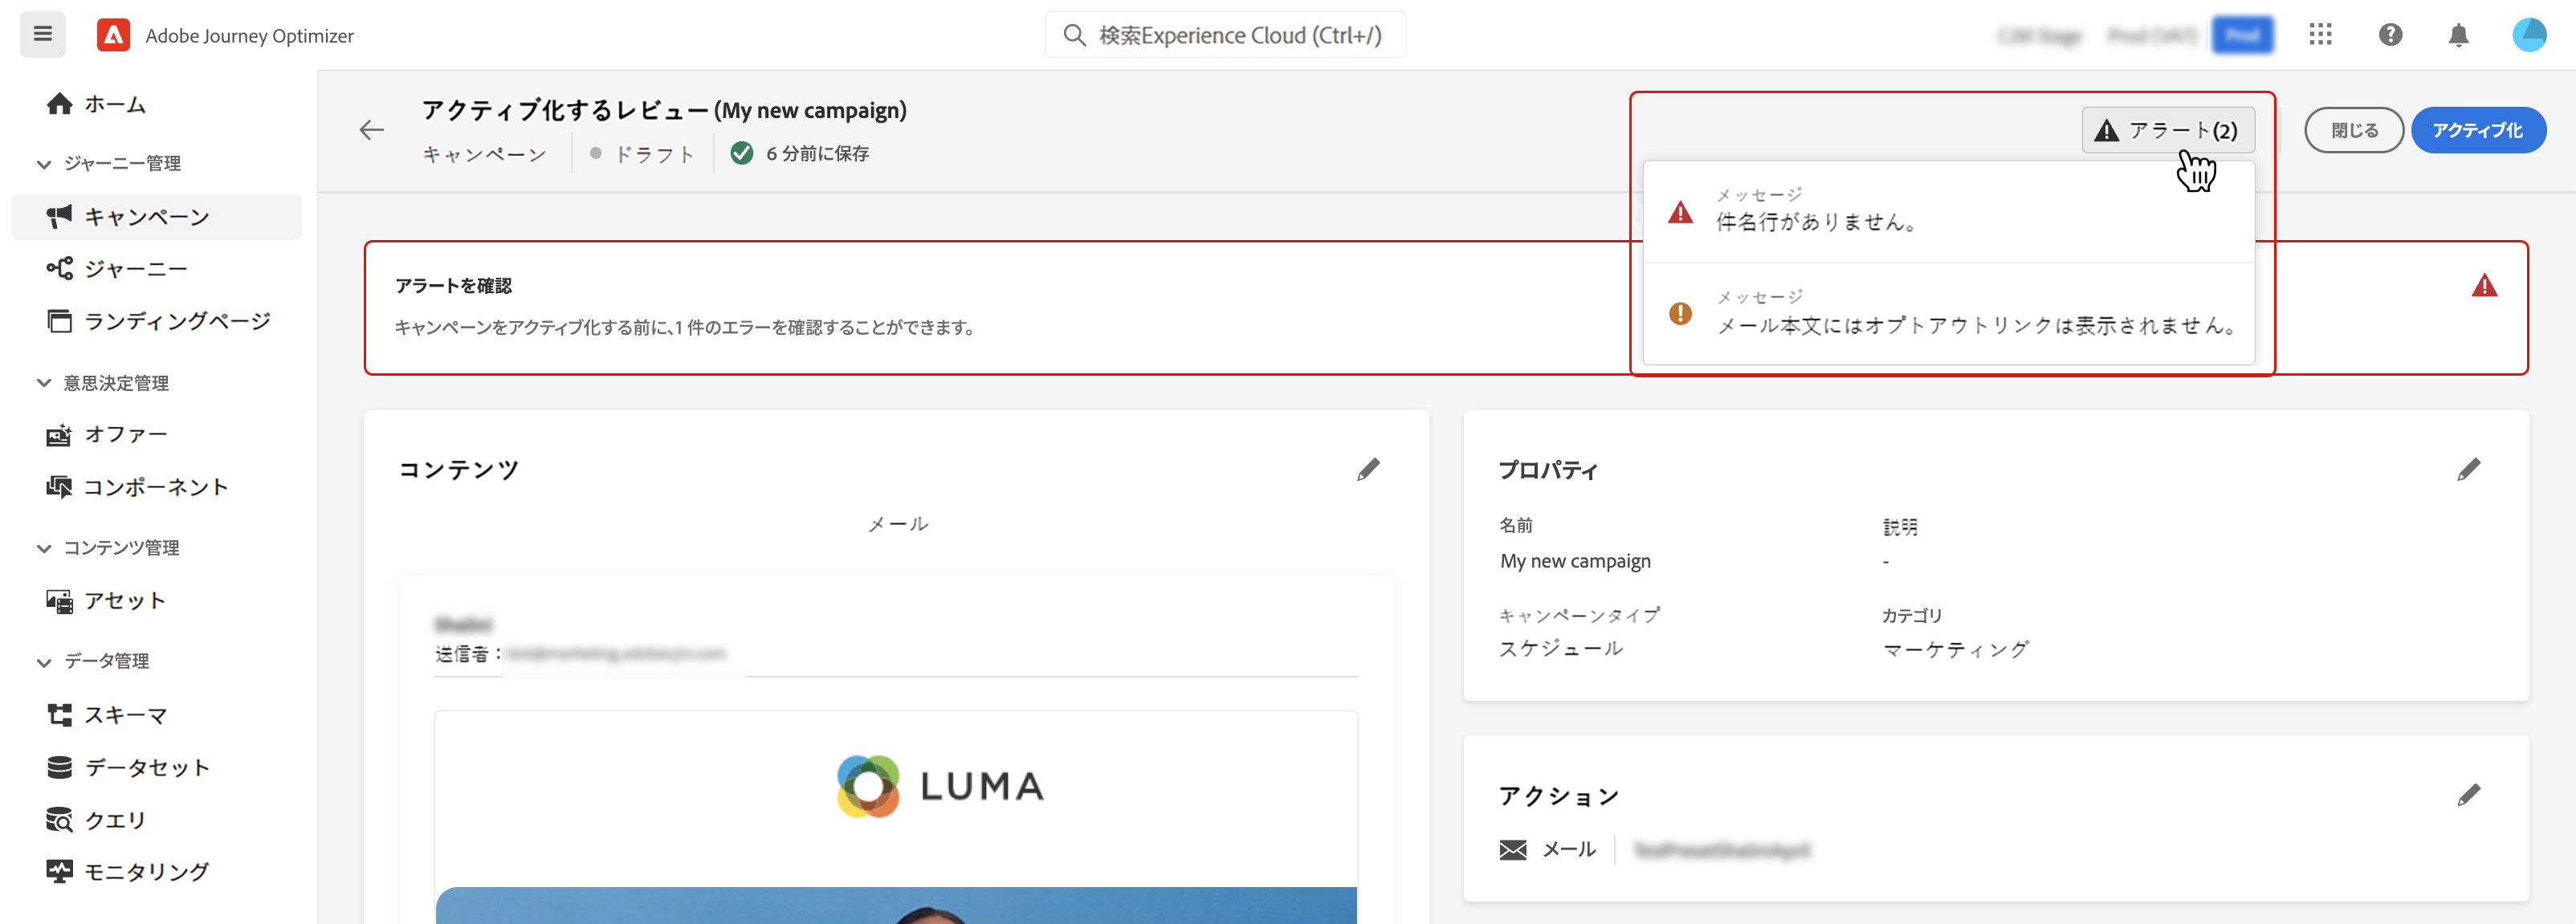 Adobe Journey Optimizer
検索Experience Cloud (Ctrl+/)
Prod
ホーム
ジャーニー管理
キャンペーン
ジャーニー
ランディングページ
意思決定管理
オファー
コンポーネント
コンテンツ管理
アセット
データ管理
スキーマ
データセット
クエリ
モニタリング
アクティブ化するレビュー (My new campaign)
キャンペーン
ドラフト
6 分前に保存
アラート(2)
閉じる
アクティブ化
メッセージ
件名行がありません。
メッセージ
メール本文にはオプトアウトリンクは表示されません。
アラートを確認
キャンペーンをアクティブ化する前に、1 件のエラーを確認することができます。
コンテンツ
メール
送信者：
LUMA
プロパティ
名前
説明
My new campaign
-
キャンペーンタイプ
カテゴリ
スケジュール
マーケティング
アクション
メール